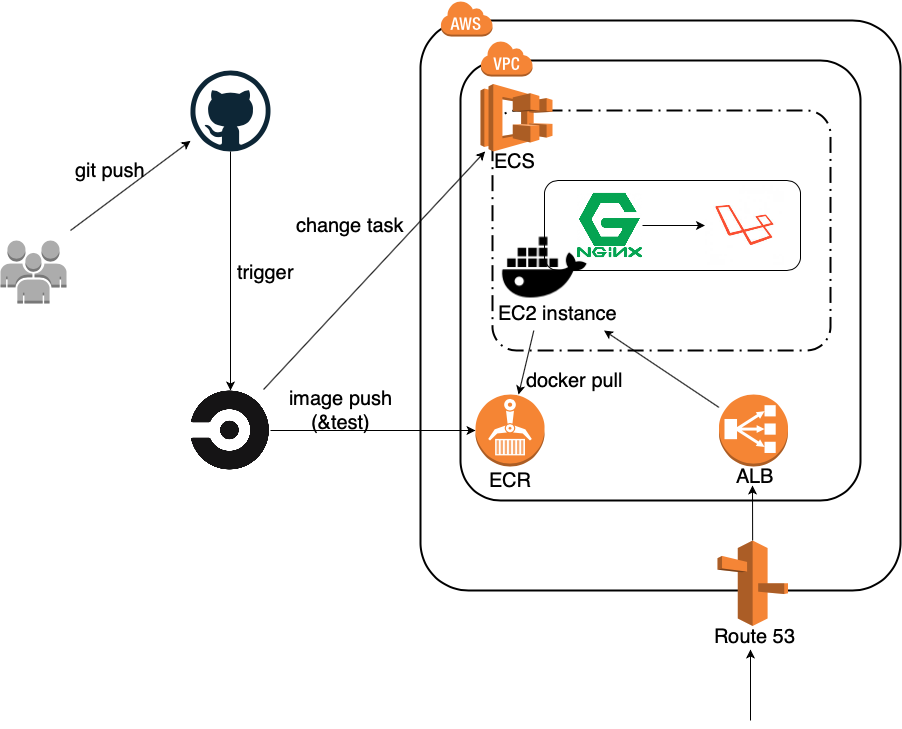 AWS
VPC
ECS
git push
change task
NGiNX
trigger
EC2 instance
docker pull
image push
(&test)
ECR
ALB
Route 53